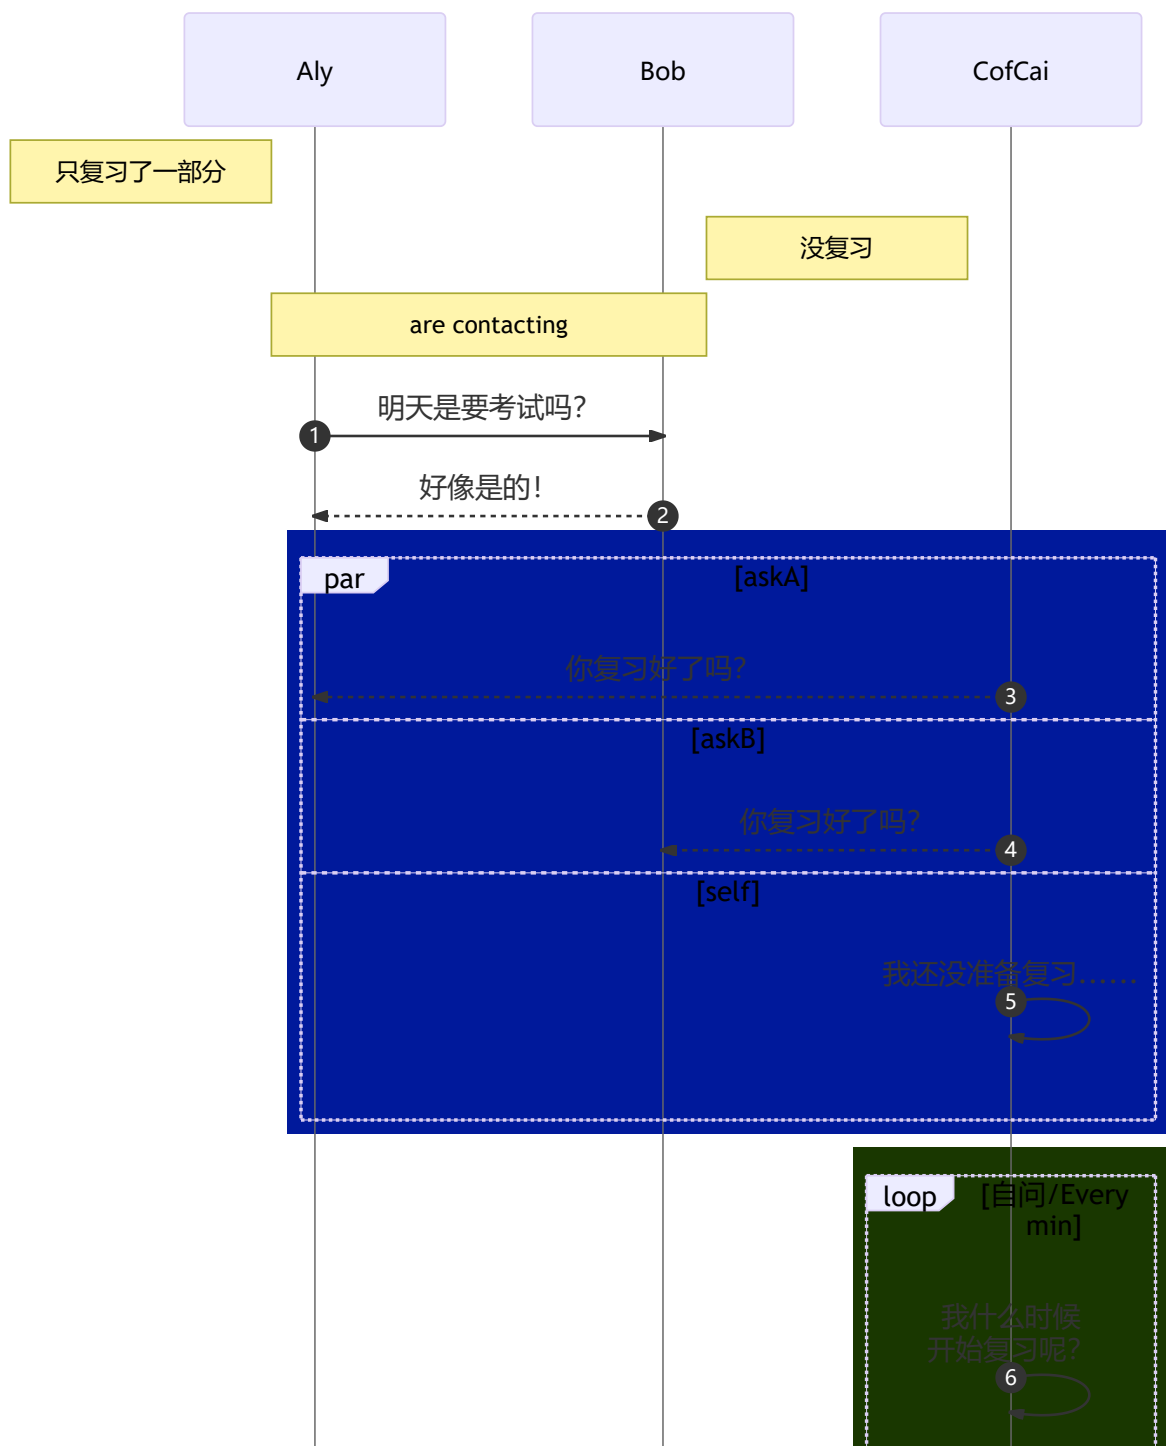 Aly
Bob
CofCai
只复习了一部分
没复习
are contacting
明天是要考试吗？
1
好像是的！
2
par
[askA]
你复习好了吗？
3
[askB]
你复习好了吗？
4
[self]
我还没准备复习……
5
loop
[自问/Every
min]
我什么时候
开始复习呢？
6